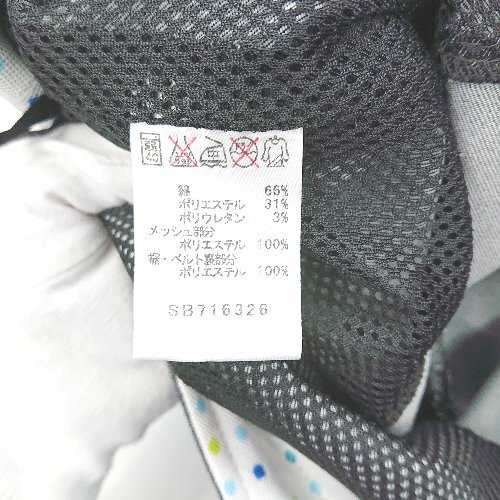 綿 66%
ポリエステル 31%
ポリウレタン 3%
メッシュ部分
ポリエステル 100%
裾・ベルト裏部分
ポリエステル 100%
SB716326